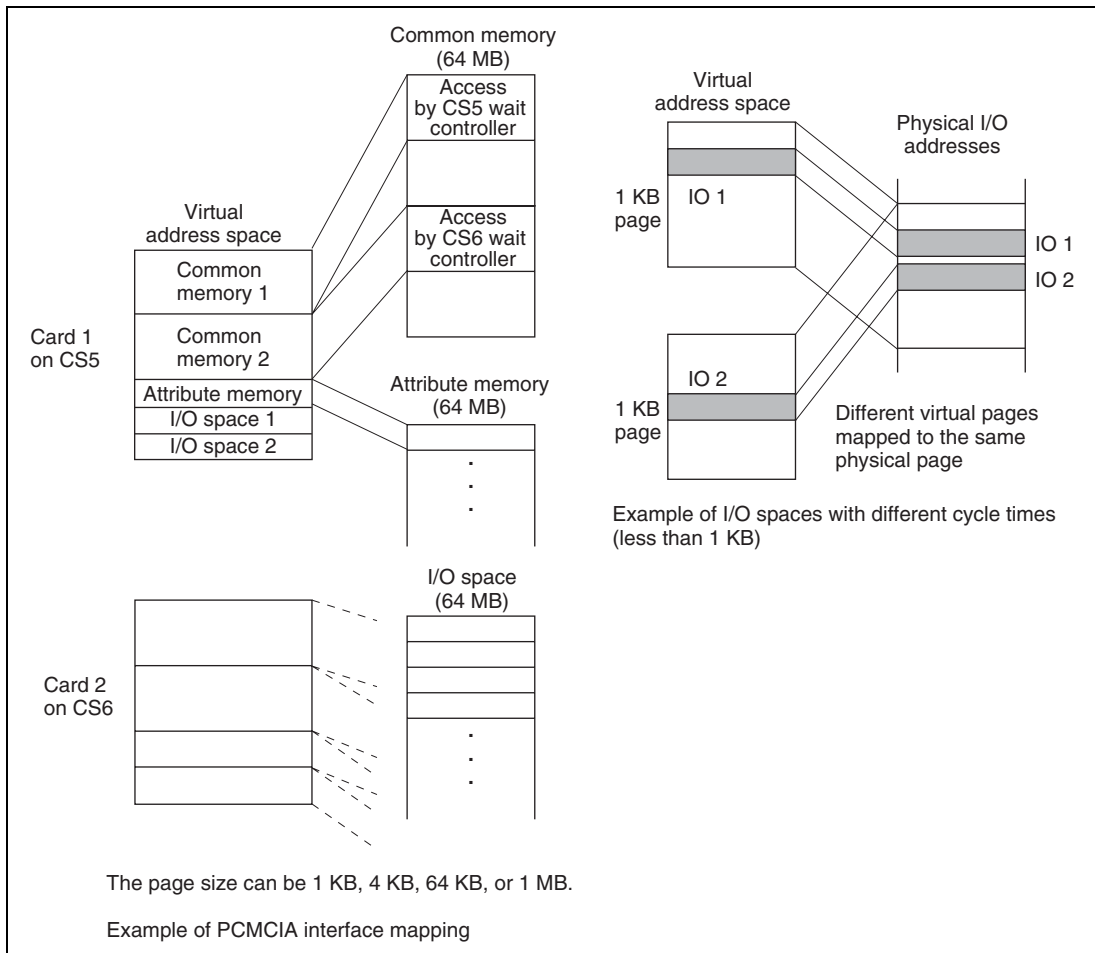 Common memory
(64 MB)
Access
by CS5 wait
controller
Access
by CS6 wait
controller
Virtual
address space
Common
memory 1
Common
memory 2
Attribute memory
I/O space 1
I/O space 2
Card 1
on CS5
Attribute memory
(64 MB)
I/O space
(64 MB)
Card 2
on CS6
The page size can be 1 KB, 4 KB, 64 KB, or 1 MB.
Example of PCMCIA interface mapping
Virtual
address space
Physical I/O
addresses
1 KB
page
IO 1
IO 1
IO 2
IO 2
1 KB
page
Different virtual pages
mapped to the same
physical page
Example of I/O spaces with different cycle times
(less than 1 KB)